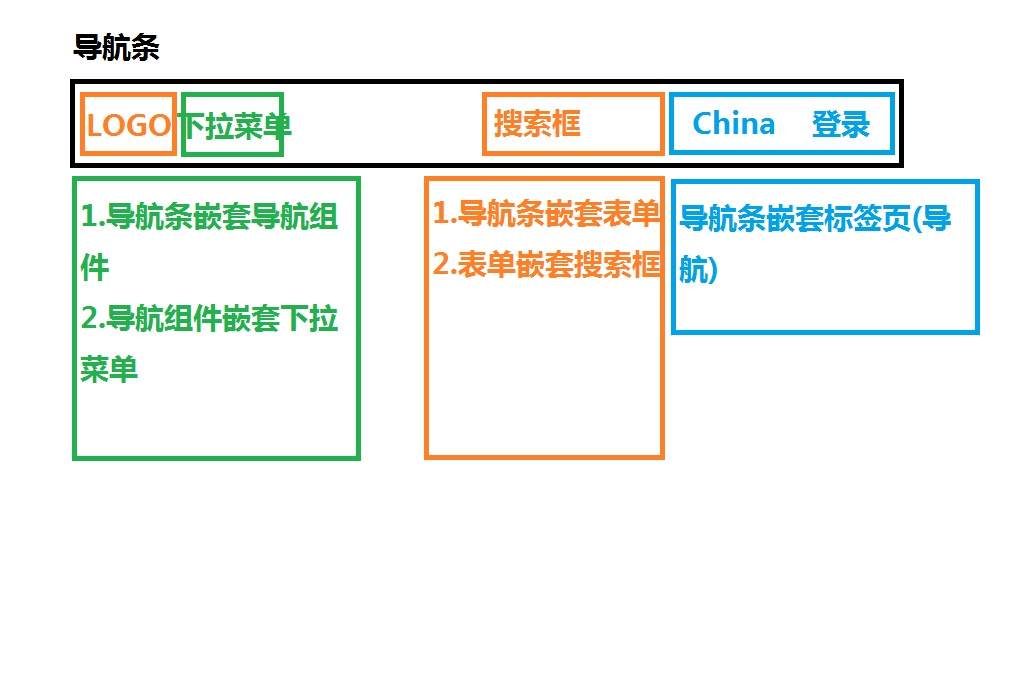 导航条
LOGO 下拉菜单 搜索框 China 登录
1.导航条嵌套导航组
件
2.导航组件嵌套下拉
菜单
1.导航条嵌套表单
2.表单嵌套搜索框
导航条嵌套标签页(导
航)